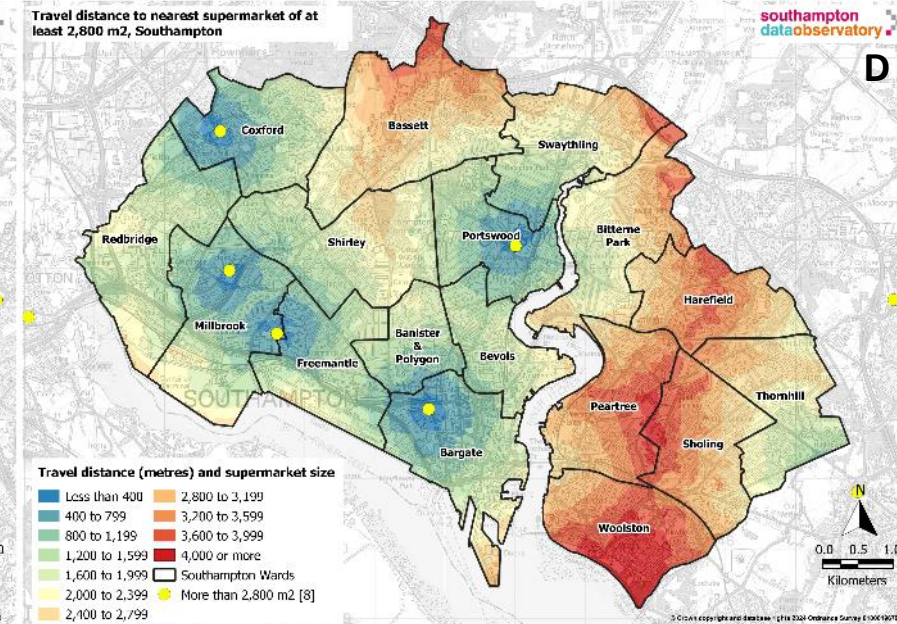 Travel distance to nearest supermarket of at
least 2,800 m2, Southampton
southampton
dataobservatory
D
Coxford
Bassett
Swaythling
Redbridge
Shirley
Portswood
Bitterne
Park
Harefield
Millbrook
Banister
&
Polygon
Freemantle
Bevols
SOUTHAMPTON
Peartree
Thornhill
Sholing
Bargate
Woolston
Travel distance (metres) and supermarket size
Less than 400
400 to 799
800 to 1,199
1,200 to 1,599
1,600 to 1,999
2,000 to 2,399
2,400 to 2,799
2,800 to 3,199
3,200 to 3,599
3,600 to 3,999
4,000 or more
Southampton Wards
More than 2,800 m2 [8]
N
0.0 0.5 1.0
Kilometers